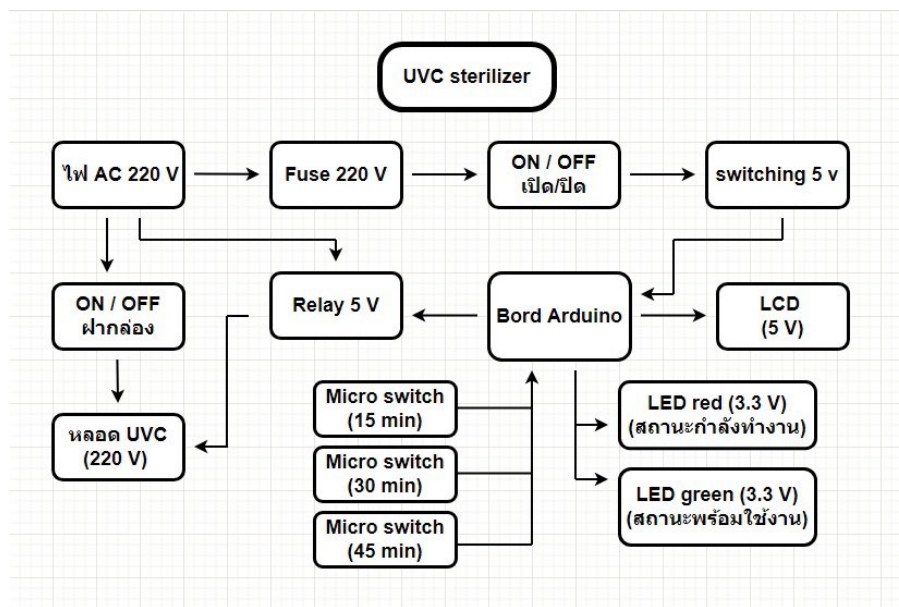 UVC sterilizer
ไฟ AC 220 V
Fuse 220 V
ON / OFF
เปิด/ปิด
switching 5 v
ON / OFF
ฝากล่อง
Relay 5 V
Bord Arduino
LCD
(5 V)
หลอด UVC
(220 V)
Micro switch
(15 min)
Micro switch
(30 min)
Micro switch
(45 min)
LED red (3.3 V)
(สถานะกำลังทำงาน)
LED green (3.3 V)
(สถานะพร้อมใช้งาน)